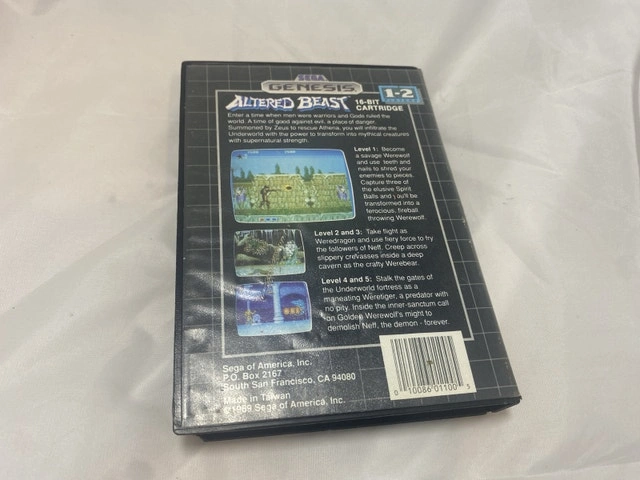 SEGA
GENESIS
1-2
ALTERED BEAST
16-BIT
CARTRIDGE
Enter a time when men were warriors and Gods ruled the
world. A time of good against evil, a place of danger.
Summoned by Zeus to rescue Athena, you will infiltrate the
Underworld with the power to transform into mythical creatures
with supernatural strength.
Level 1: Become
a savage Werewolf
and use teeth and
nails to shred your
enemies to pieces.
Capture three of
the elusive Spirit
Balls and you'll be
transformed into a
ferocious, fireball
throwing Werewolf.
Level 2 and 3: Take flight as
Weredragon and use fiery force to fry
the followers of Neff. Creep across
slippery crevasses inside a deep
cavern as the crafty Werebear.
Level 4 and 5: Stalk the gates of
the Underworld fortress as a
maneating Weretiger, a predator with
no pity. Inside the inner-sanctum call
on Golden Werewolf's might to
demolish Neff, the demon - forever.
Sega of America, Inc.
P.O. Box 2167
South San Francisco, CA 94080
Made in Taiwan
©1989 Sega of America, Inc.
0 10086 01100 5